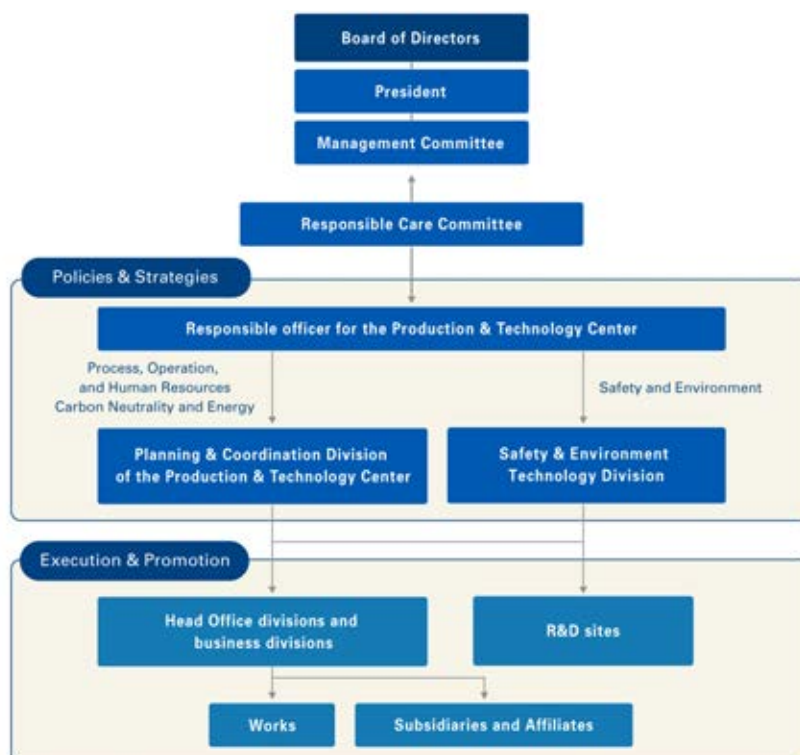 Board of Directors
President
Management Committee
Responsible Care Committee
Policies & Strategies
Responsible officer for the Production & Technology Center
Process, Operation,
and Human Resources
Carbon Neutrality and Energy
Safety and Environment
Planning & Coordination Division
of the Production & Technology Center
Safety & Environment
Technology Division
Execution & Promotion
Head Office divisions and
business divisions
R&D sites
Works
Subsidiaries and Affiliates